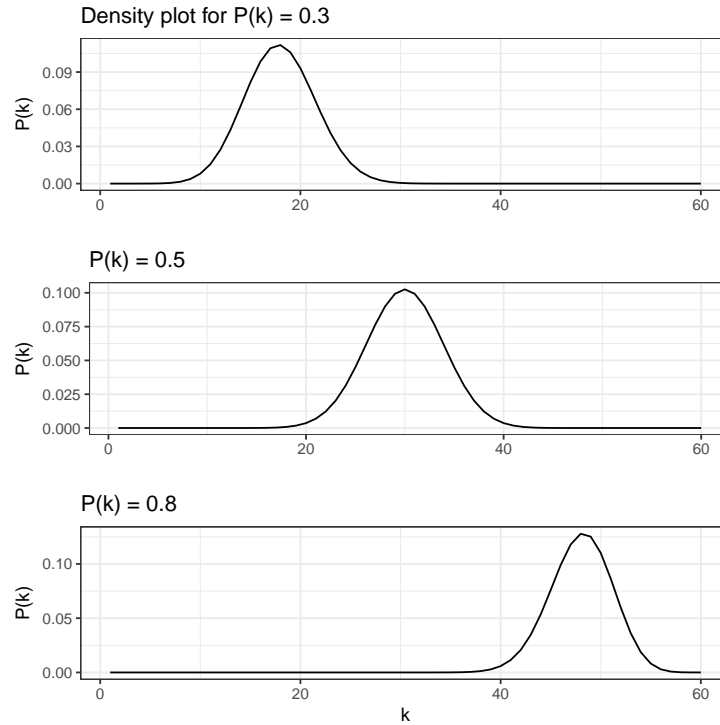 Density plot for P(k) = 0.3
P(k)
0.09
0.06
0.03
0.00
0 20 40 60
P(k) = 0.5
P(k)
0.100
0.075
0.050
0.025
0.000
0 20 40 60
P(k) = 0.8
P(k)
0.10
0.05
0.00
0 20 40 60
k